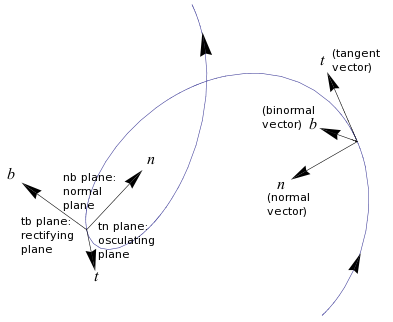 t (tangent
vector)
(binormal
vector) b
n
(normal
vector)
b
nb plane:
normal
plane
n
tb plane:
rectifying
plane
tn plane:
osculating
plane
t